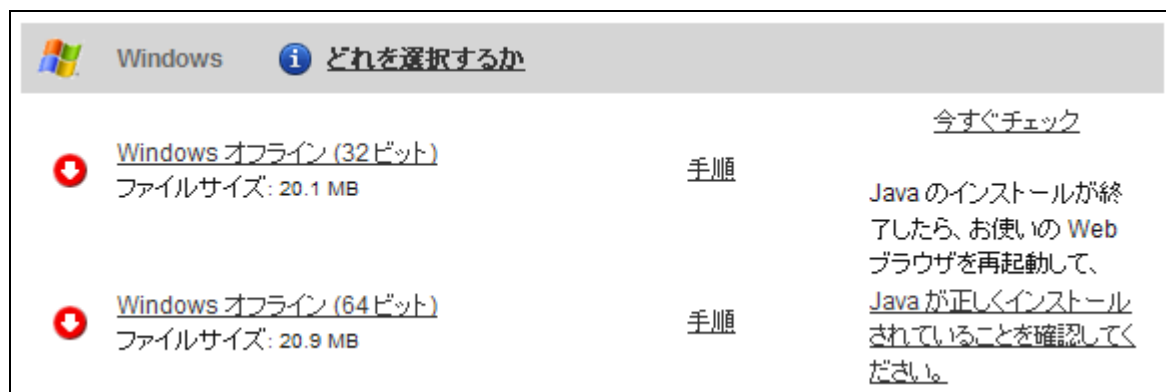 Windows どれを選択するか
今すぐチェック
Windows オフライン (32ビット) 手順
ファイルサイズ: 20.1 MB
Java のインストールが終
了したら、お使いの Web
ブラウザを再起動して、
Windows オフライン (64ビット) 手順
ファイルサイズ: 20.9 MB
Java が正しくインストール
されていることを確認してく
ださい。